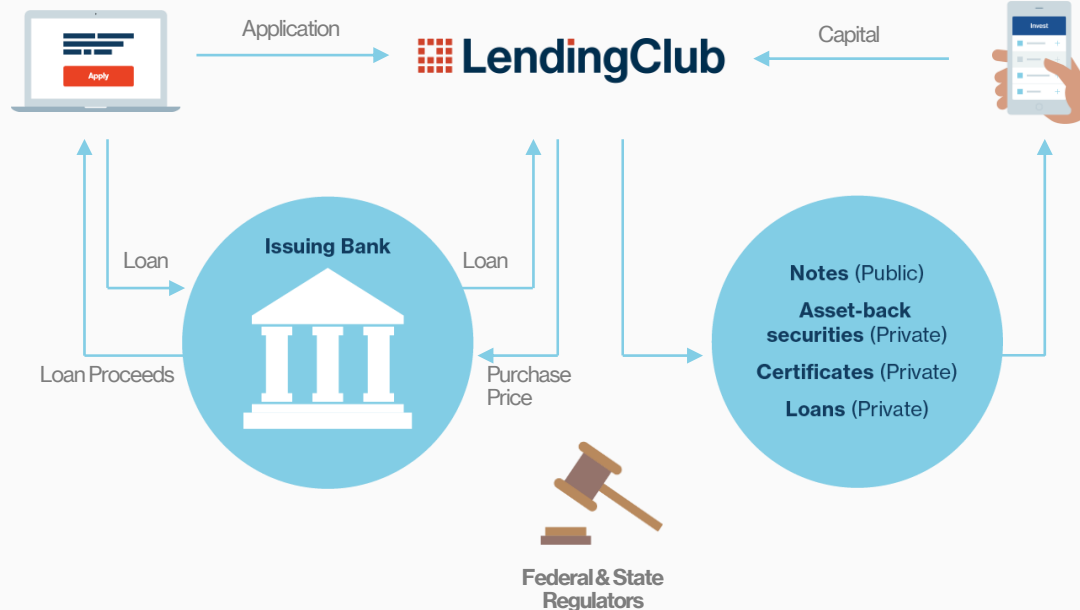 Application
LendingClub
Capital
Apply
Invest
Issuing Bank
Loan
Loan
Notes (Public)
Asset-back
securities (Private)
Certificates (Private)
Loans (Private)
Loan Proceeds
Purchase
Price
Federal & State
Regulators